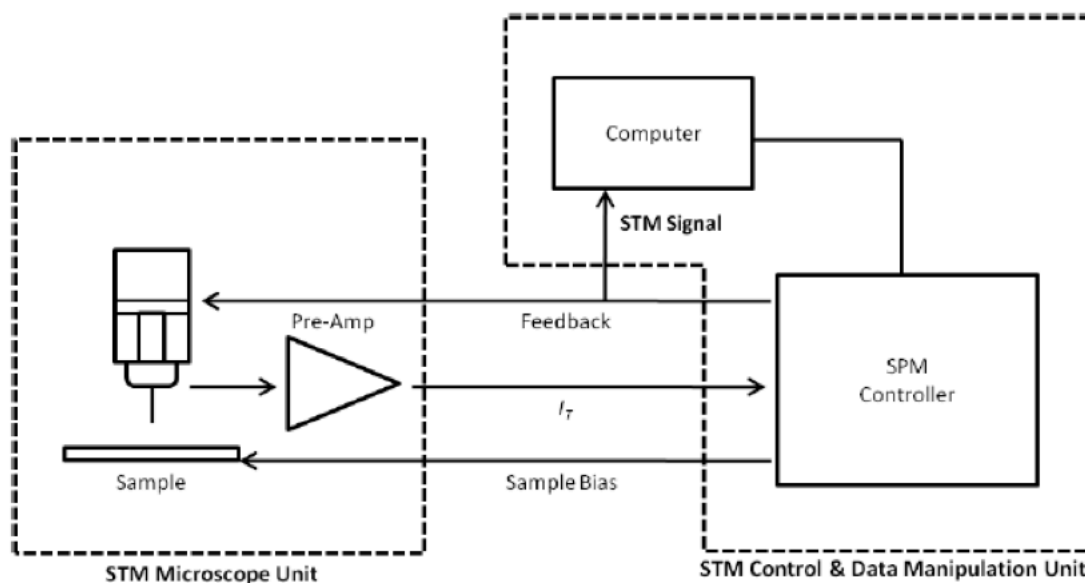 Computer
STM Signal
Pre-Amp
Feedback
SPM
Controller
I_T
Sample
Sample Bias
STM Microscope Unit
STM Control & Data Manipulation Unit